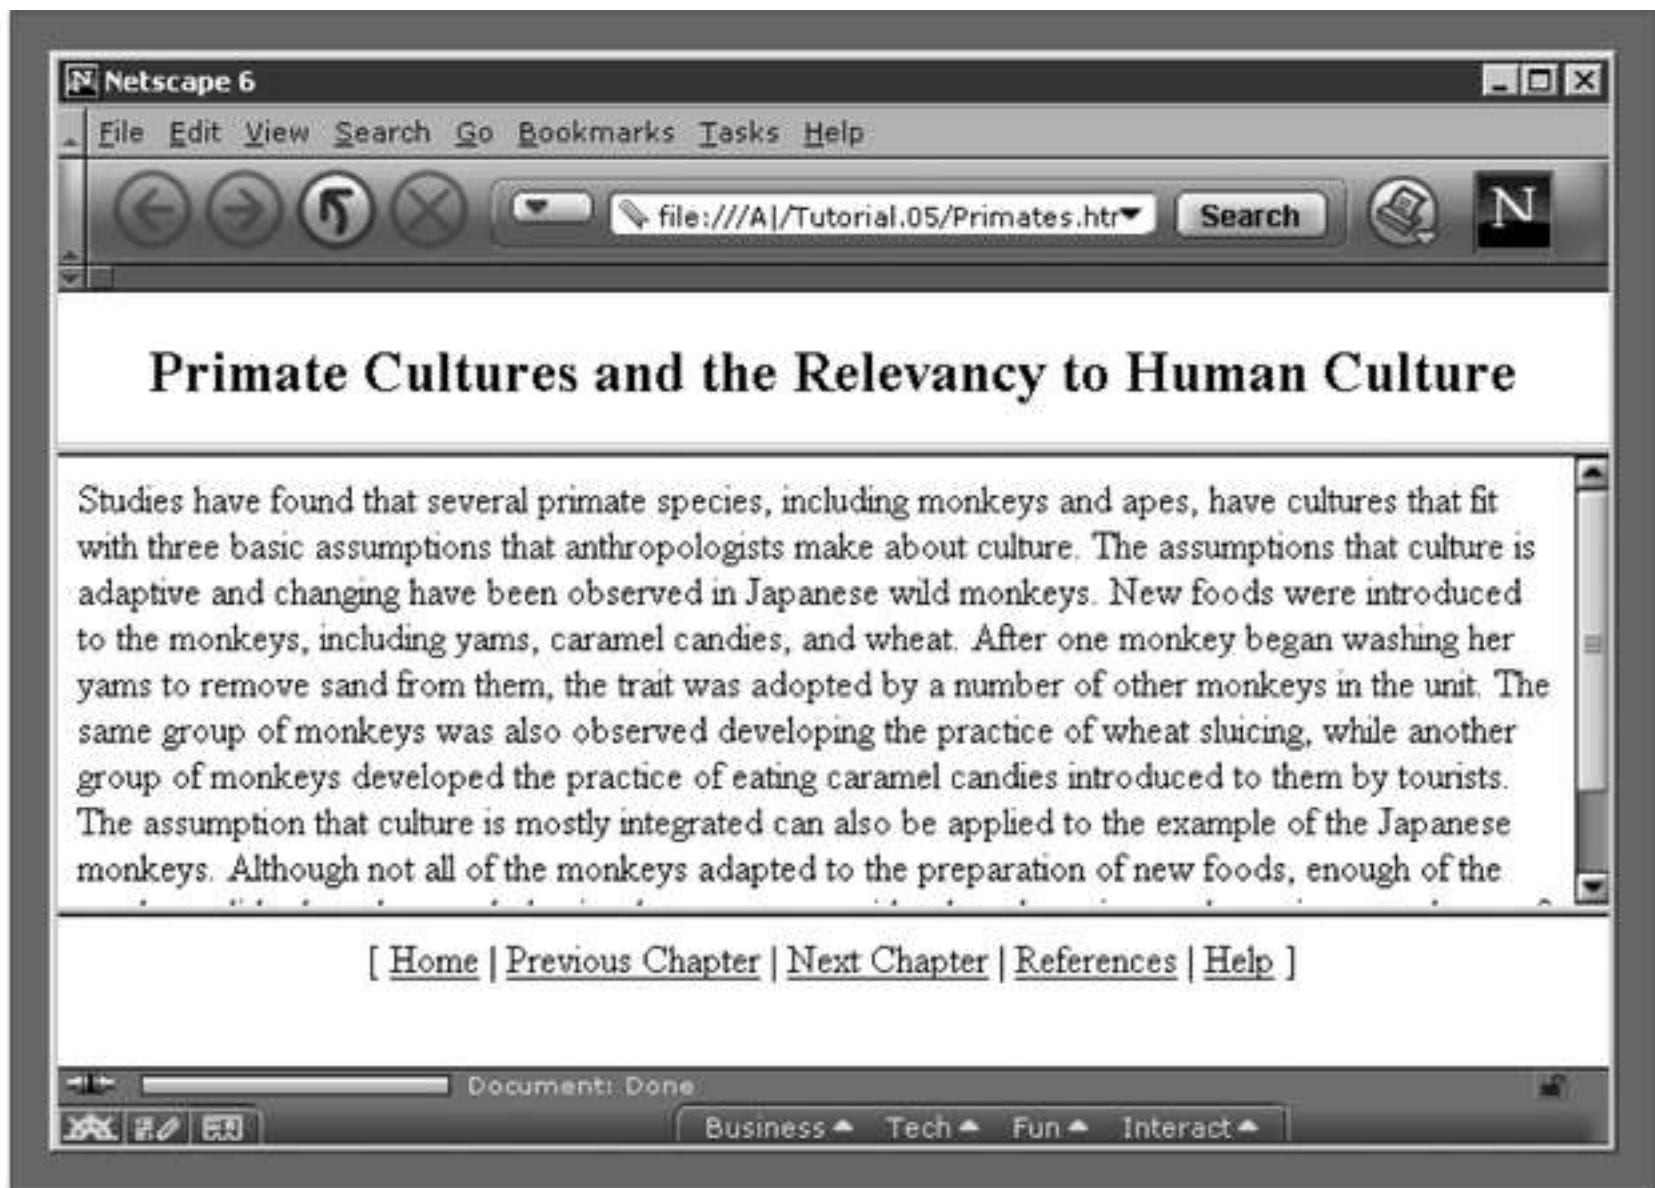 N Netscape 6
File Edit View Search Go Bookmarks Tasks Help
file:///A|/Tutorial.05/Primates.htr Search N
Primate Cultures and the Relevancy to Human Culture
Studies have found that several primate species, including monkeys and apes, have cultures that fit
with three basic assumptions that anthropologists make about culture. The assumptions that culture is
adaptive and changing have been observed in Japanese wild monkeys. New foods were introduced
to the monkeys, including yams, caramel candies, and wheat. After one monkey began washing her
yams to remove sand from them, the trait was adopted by a number of other monkeys in the unit. The
same group of monkeys was also observed developing the practice of wheat sluicing, while another
group of monkeys developed the practice of eating caramel candies introduced to them by tourists.
The assumption that culture is mostly integrated can also be applied to the example of the Japanese
monkeys. Although not all of the monkeys adapted to the preparation of new foods, enough of the
[ Home | Previous Chapter | Next Chapter | References | Help ]
Document: Done
Business Tech Fun Interact